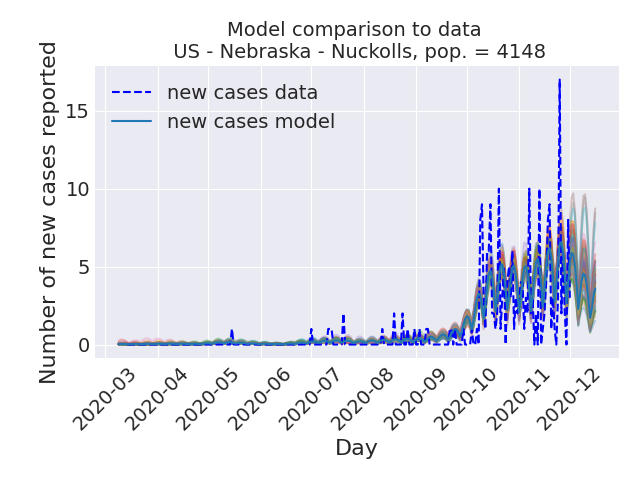 Model comparison to data
US - Nebraska - Nuckolls, pop. = 4148
Number of new cases reported
15
10
5
0
new cases data
new cases model
2020-03
2020-04
2020-05
2020-06
2020-07
2020-08
2020-09
2020-10
2020-11
2020-12
Day